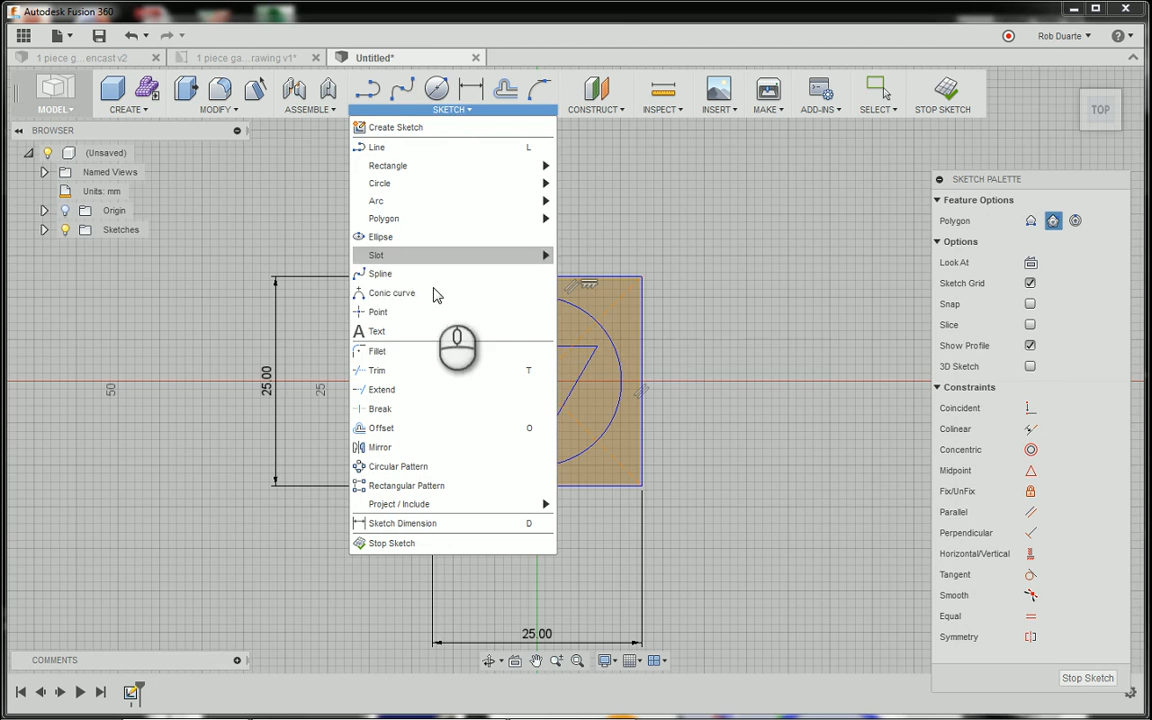 Autodesk Fusion 360
Rob Duarte
1 piece g...encast v2
1 piece ga...rawing v1*
Untitled*
MODEL
CREATE
MODIFY
ASSEMBLE
SKETCH
CONSTRUCT
INSPECT
INSERT
MAKE
ADD-INS
SELECT
STOP SKETCH
TOP
BROWSER
(Unsaved)
Named Views
Units: mm
Origin
Sketches
Create Sketch
Line L
Rectangle
Circle
Arc
Polygon
Ellipse
Slot
Spline
Conic curve
Point
A Text
Fillet
Trim T
Extend
Break
Offset O
Mirror
Circular Pattern
Rectangular Pattern
Project / Include
Sketch Dimension D
Stop Sketch
50
25.00
25
25.00
SKETCH PALETTE
Feature Options
Polygon
Options
Look At
Sketch Grid
Snap
Slice
Show Profile
3D Sketch
Constraints
Coincident
Colinear
Concentric
Midpoint
Fix/UnFix
Parallel
Perpendicular
Horizontal/Vertical
Tangent
Smooth
Equal
Symmetry
Stop Sketch
COMMENTS